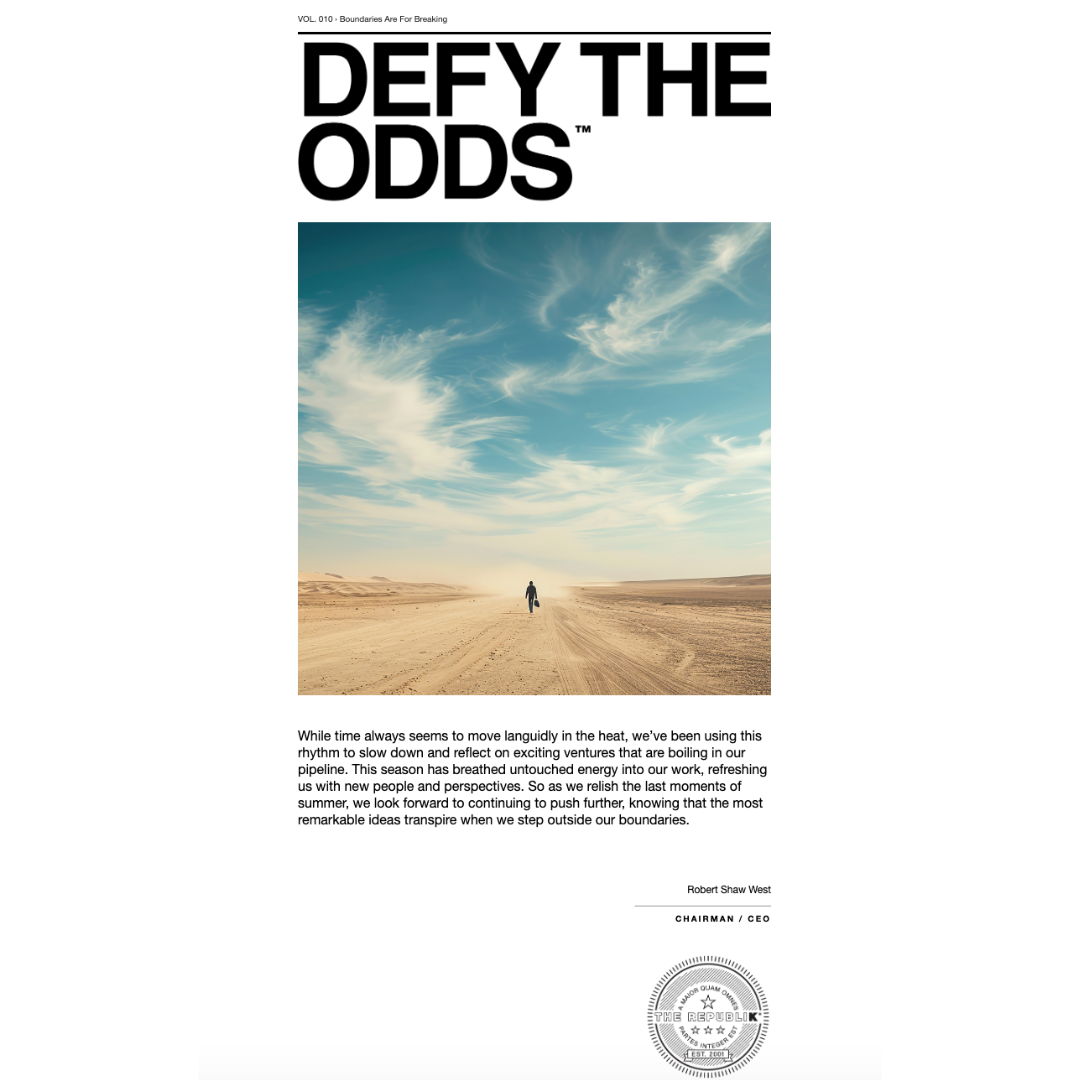 VOL. 010 - Boundaries Are For Breaking
DEFY THE
ODDS™
While time always seems to move languidly in the heat, we’ve been using this
rhythm to slow down and reflect on exciting ventures that are boiling in our
pipeline. This season has breathed untouched energy into our work, refreshing
us with new people and perspectives. So as we relish the last moments of
summer, we look forward to continuing to push further, knowing that the most
remarkable ideas transpire when we step outside our boundaries.
Robert Shaw West
CHAIRMAN / CEO
A MAJOR QUAM OMNES
THE REPUBLIK
PARTES INTEGER EST
EST. 2001